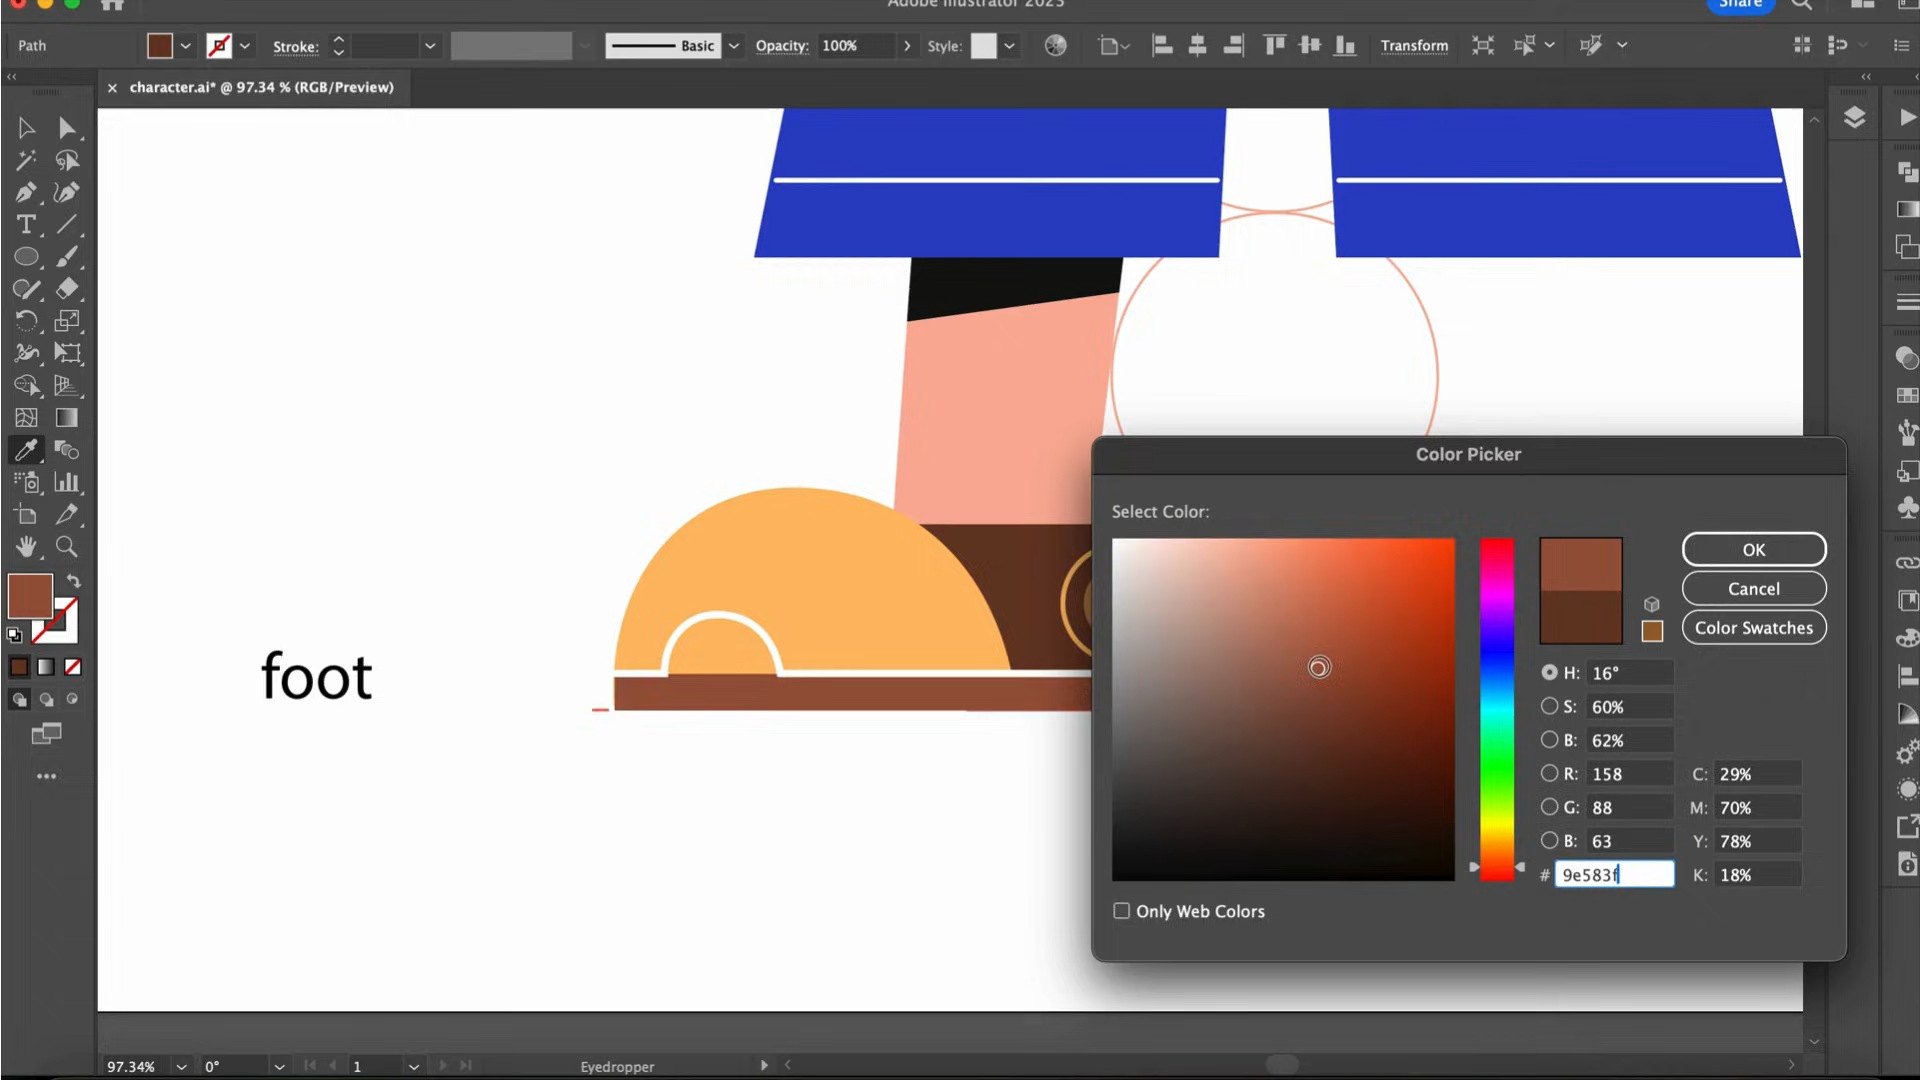 Adobe Illustrator 2023
Share
Path
Stroke:
Basic
Opacity:
100%
Style:
Transform
character.ai* @ 97.34 % (RGB/Preview)
foot
Color Picker
Select Color:
OK
Cancel
Color Swatches
H: 16°
S: 60%
B: 62%
R: 158
C: 29%
G: 88
M: 70%
B: 63
Y: 78%
# 9e583f
K: 18%
Only Web Colors
97.34%
0°
1
Eyedropper